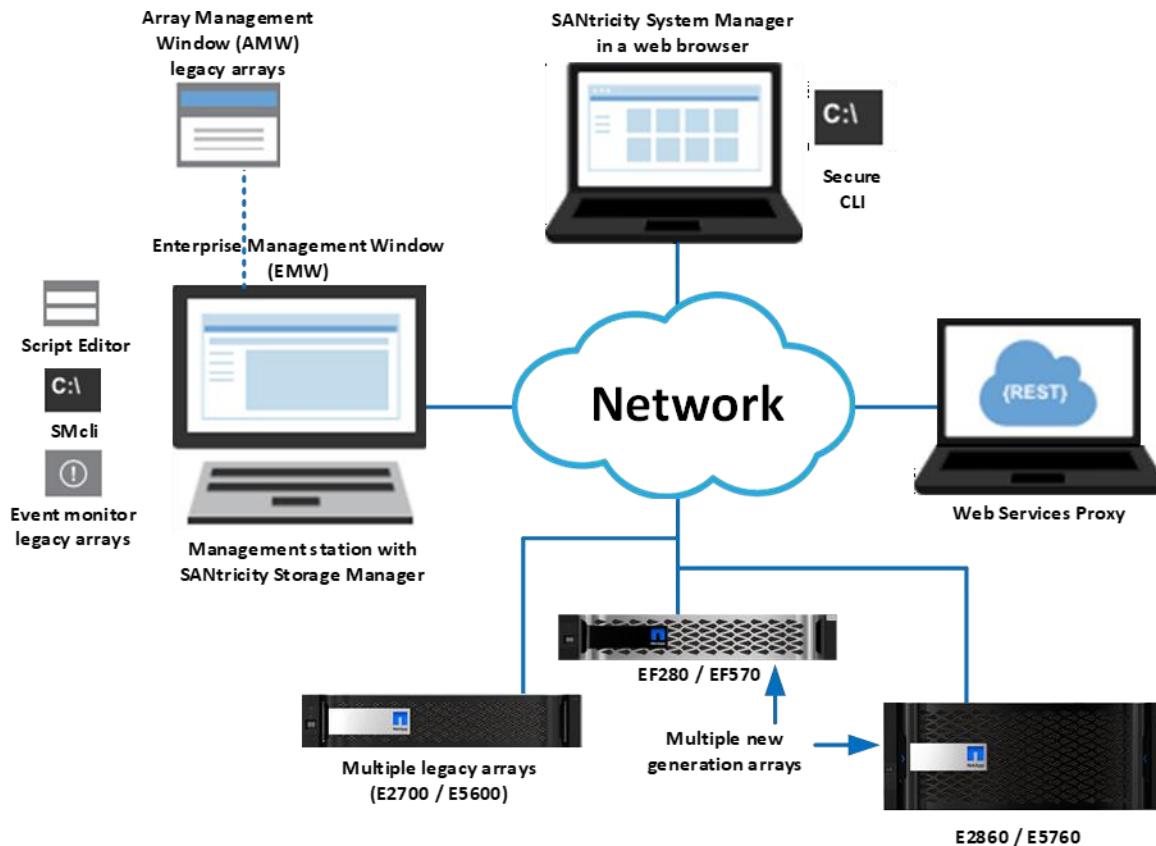 Array Management
Window (AMW)
legacy arrays
SANtricity System Manager
in a web browser
C:\
Secure
CLI
Enterprise Management Window
(EMW)
Script Editor
C:\
SMcli
Event monitor
legacy arrays
Management station with
SANtricity Storage Manager
Network
{REST}
Web Services Proxy
EF280 / EF570
Multiple legacy arrays
(E2700 / E5600)
Multiple new
generation arrays
E2860 / E5760